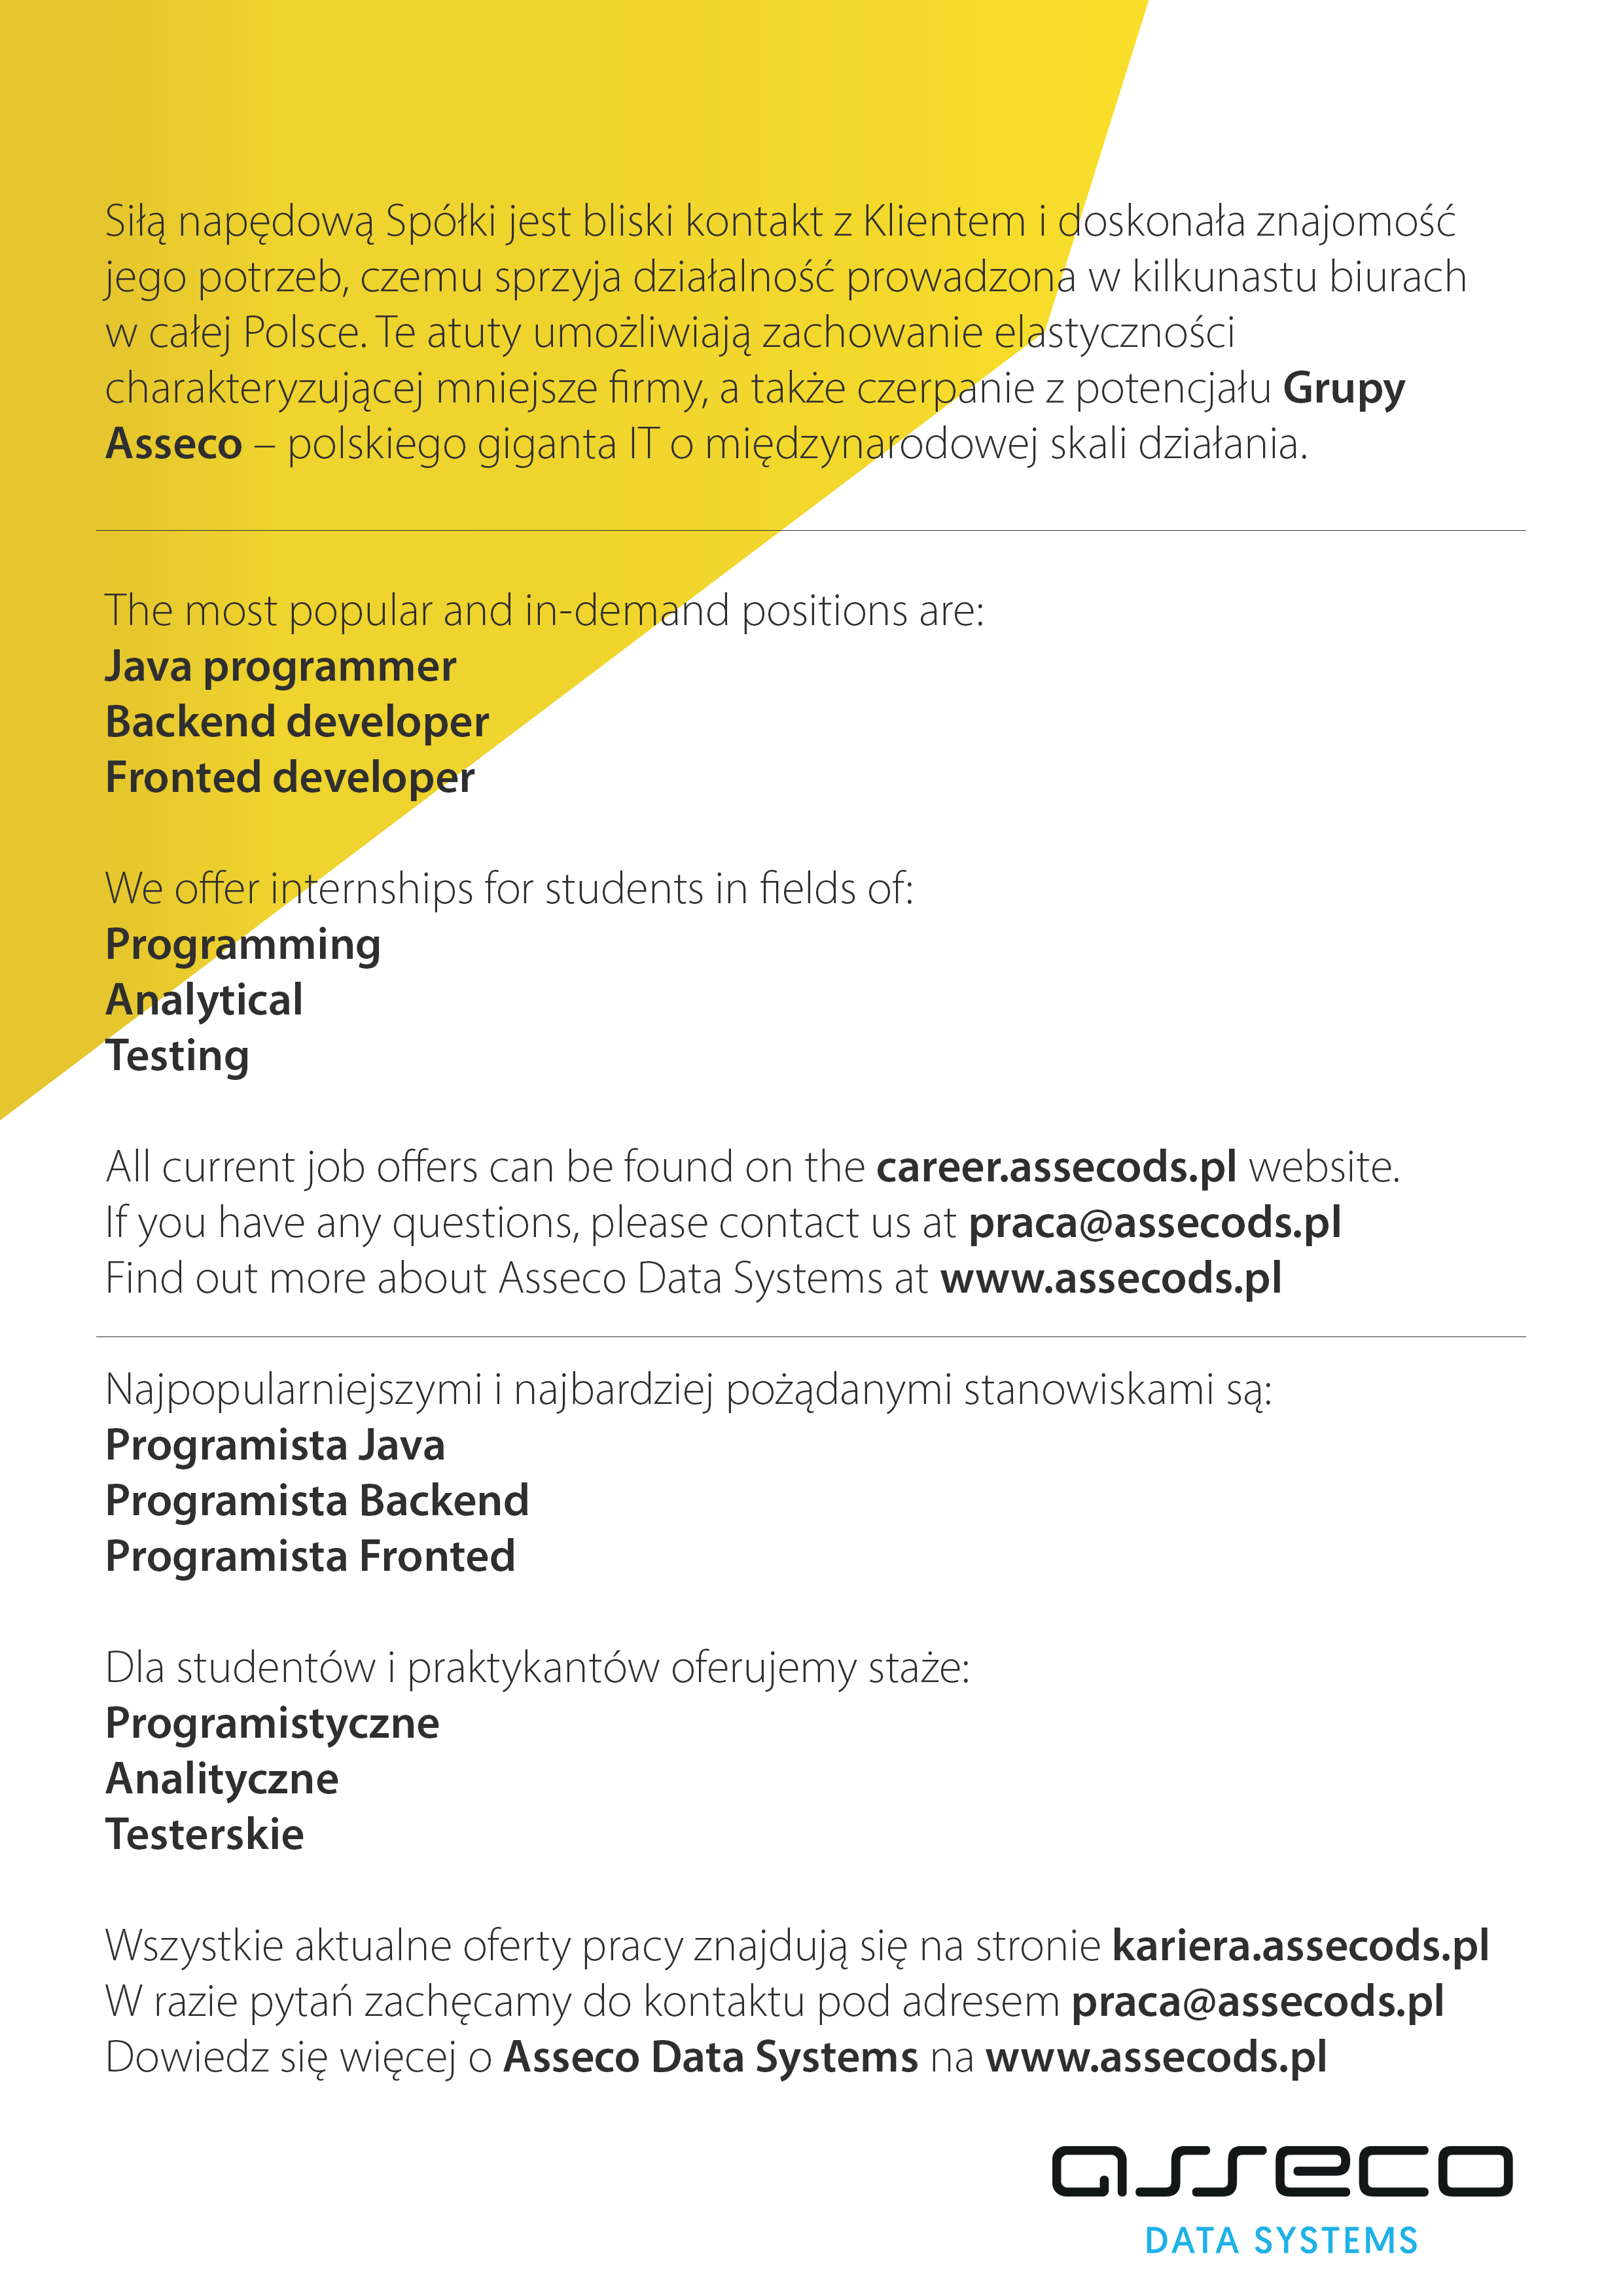 Siłą napędową Spółki jest bliski kontakt z Klientem i doskonała znajomość
jego potrzeb, czemu sprzyja działalność prowadzona w kilkunastu biurach
w całej Polsce. Te atuty umożliwiają zachowanie elastyczności
charakteryzującej mniejsze firmy, a także czerpanie z potencjału Grupy
Asseco – polskiego giganta IT o międzynarodowej skali działania.
The most popular and in-demand positions are:
Java programmer
Backend developer
Fronted developer
We offer internships for students in fields of:
Programming
Analytical
Testing
All current job offers can be found on the career.assecods.pl website.
If you have any questions, please contact us at praca@assecods.pl
Find out more about Asseco Data Systems at www.assecods.pl
Najpopularniejszymi i najbardziej pożądanymi stanowiskami są:
Programista Java
Programista Backend
Programista Fronted
Dla studentów i praktykantów oferujemy staże:
Programistyczne
Analityczne
Testerskie
Wszystkie aktualne oferty pracy znajdują się na stronie kariera.assecods.pl
W razie pytań zachęcamy do kontaktu pod adresem praca@assecods.pl
Dowiedz się więcej o Asseco Data Systems na www.assecods.pl
asseco
DATA SYSTEMS